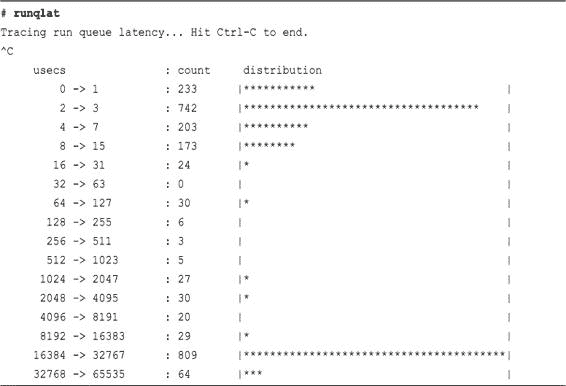 # runqlat
Tracing run queue latency... Hit Ctrl-C to end.
^C
     usecs               : count     distribution
         0 -> 1          : 233      |***********                             |
         2 -> 3          : 742      |************************************    |
         4 -> 7          : 203      |**********                              |
         8 -> 15         : 173      |********                                |
        16 -> 31         : 24       |*                                       |
        32 -> 63         : 0        |                                        |
        64 -> 127        : 30       |*                                       |
       128 -> 255        : 6        |                                        |
       256 -> 511        : 3        |                                        |
       512 -> 1023       : 5        |                                        |
      1024 -> 2047       : 27       |*                                       |
      2048 -> 4095       : 30       |*                                       |
      4096 -> 8191       : 20       |                                        |
      8192 -> 16383      : 29       |*                                       |
     16384 -> 32767      : 809      |****************************************|
     32768 -> 65535      : 64       |***                                     |